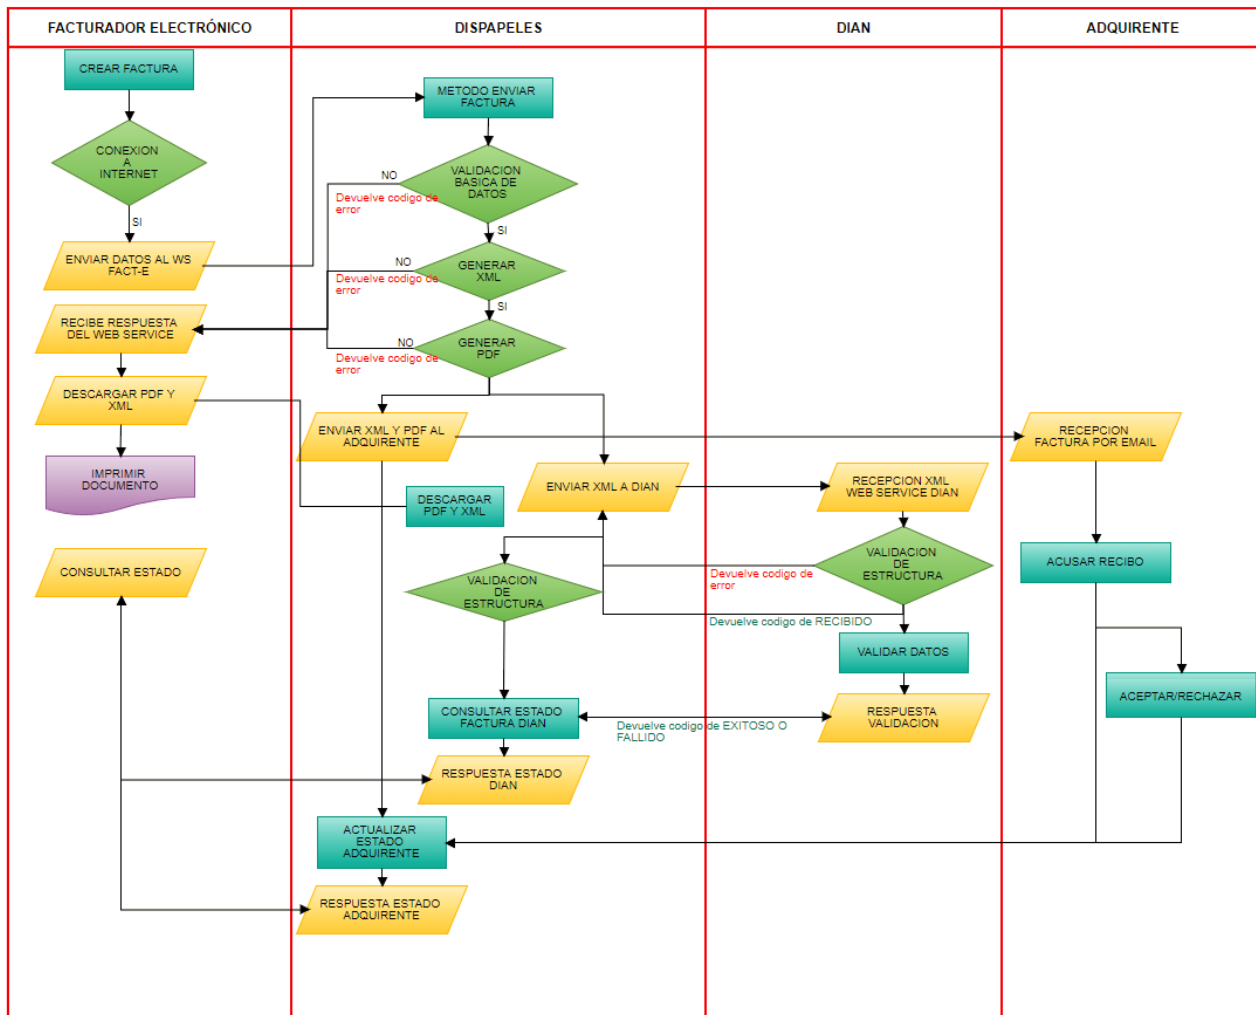 FACTURADOR ELECTRÓNICO
DISPAPELES
DIAN
ADQUIRENTE
CREAR FACTURA
CONEXION
A
INTERNET
SI
ENVIAR DATOS AL WS
FACT-E
RECIBE RESPUESTA
DEL WEB SERVICE
DESCARGAR PDF Y
XML
IMPRIMIR
DOCUMENTO
CONSULTAR ESTADO
METODO ENVIAR
FACTURA
VALIDACION
BASICA DE
DATOS
NO
Devuelve codigo de
error
SI
GENERAR
XML
NO
Devuelve codigo de
error
SI
GENERAR
PDF
NO
Devuelve codigo de
error
ENVIAR XML Y PDF AL
ADQUIRENTE
ENVIAR XML A DIAN
DESCARGAR
PDF Y XML
VALIDACION
DE
ESTRUCTURA
CONSULTAR ESTADO
FACTURA DIAN
RESPUESTA ESTADO
DIAN
ACTUALIZAR
ESTADO
ADQUIRENTE
RESPUESTA ESTADO
ADQUIRENTE
RECEPCION XML
WEB SERVICE DIAN
VALIDACION
DE
ESTRUCTURA
Devuelve codigo de
error
Devuelve codigo de RECIBIDO
VALIDAR DATOS
RESPUESTA
VALIDACION
Devuelve codigo de EXITOSO O
FALLIDO
RECEPCION
FACTURA POR EMAIL
ACUSAR RECIBO
ACEPTAR/RECHAZAR